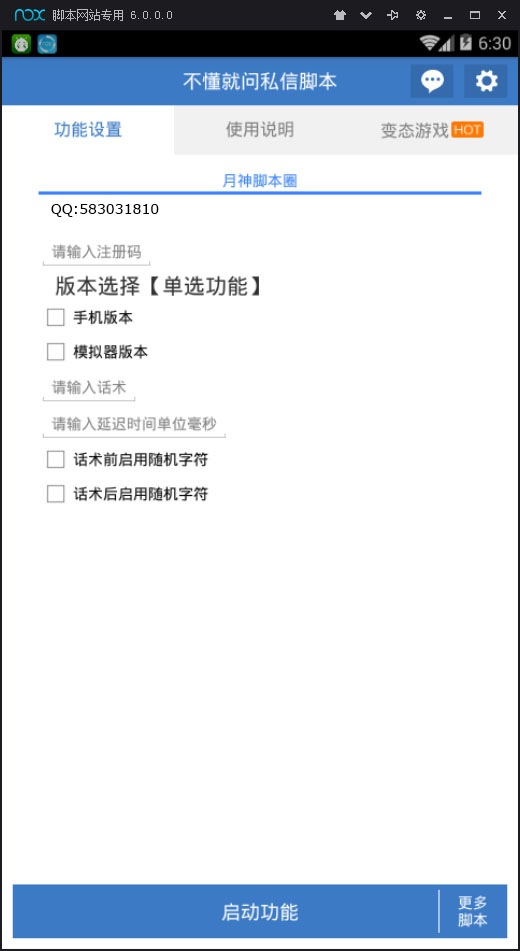 nox 脚本网站专用 6.0.0.0
6:30
不懂就问私信脚本
功能设置 使用说明 变态游戏 HOT
月神脚本圈
QQ:583031810
请输入注册码
版本选择【单选功能】
手机版本
模拟器版本
请输入话术
请输入延迟时间单位毫秒
话术前启用随机字符
话术后启用随机字符
启动功能
更多
脚本